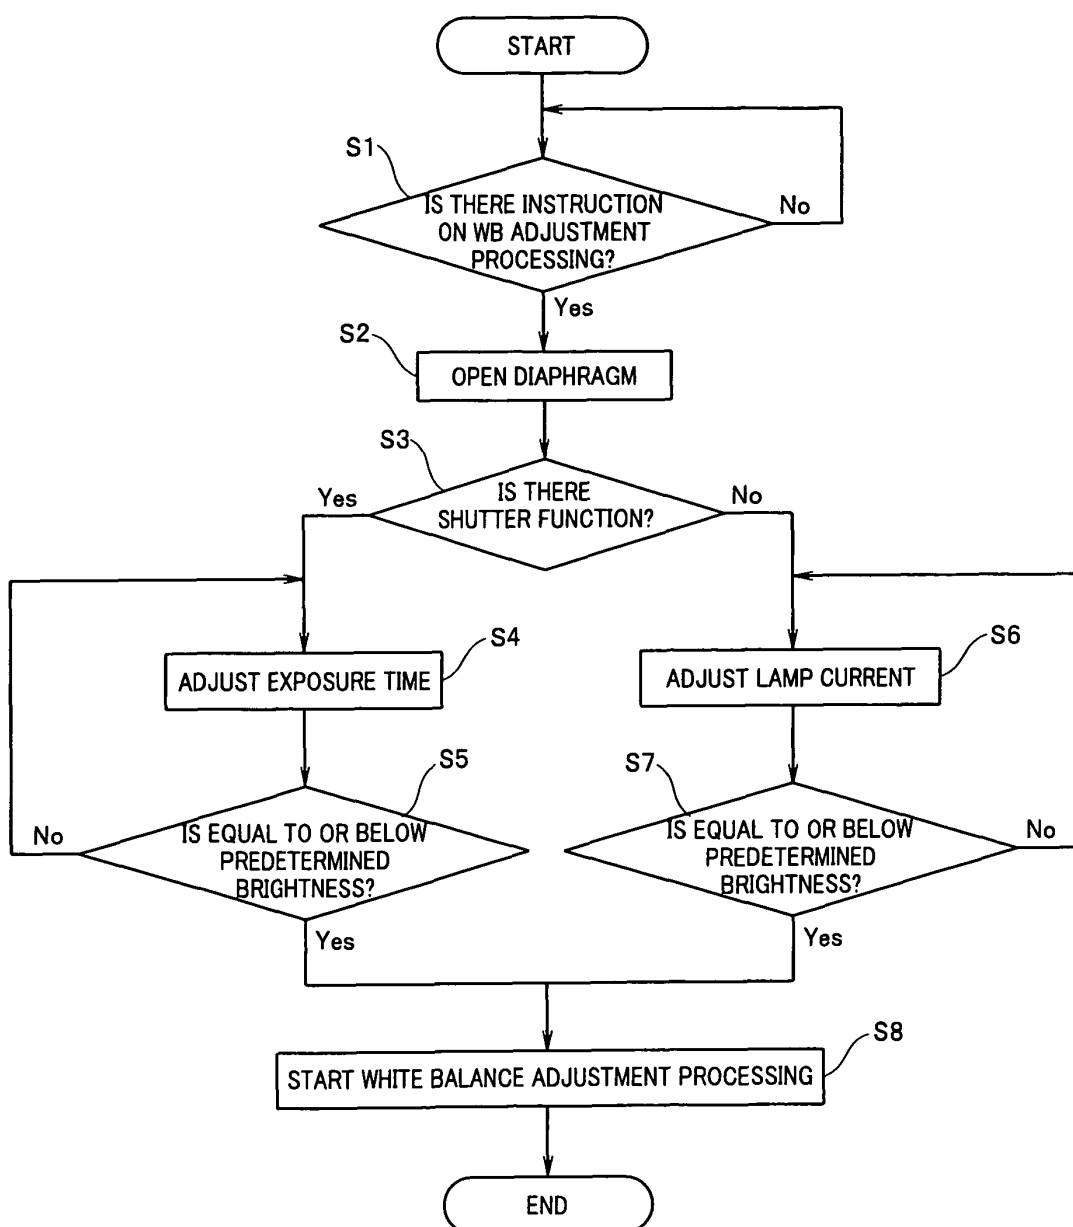 START
S1
IS THERE INSTRUCTION
ON WB ADJUSTMENT
PROCESSING?
No
Yes
S2
OPEN DIAPHRAGM
S3
Yes
IS THERE
SHUTTER FUNCTION?
No
S4
ADJUST EXPOSURE TIME
S6
ADJUST LAMP CURRENT
S5
No
IS EQUAL TO OR BELOW
PREDETERMINED
BRIGHTNESS?
Yes
S7
IS EQUAL TO OR BELOW
PREDETERMINED
BRIGHTNESS?
No
Yes
S8
START WHITE BALANCE ADJUSTMENT PROCESSING
END